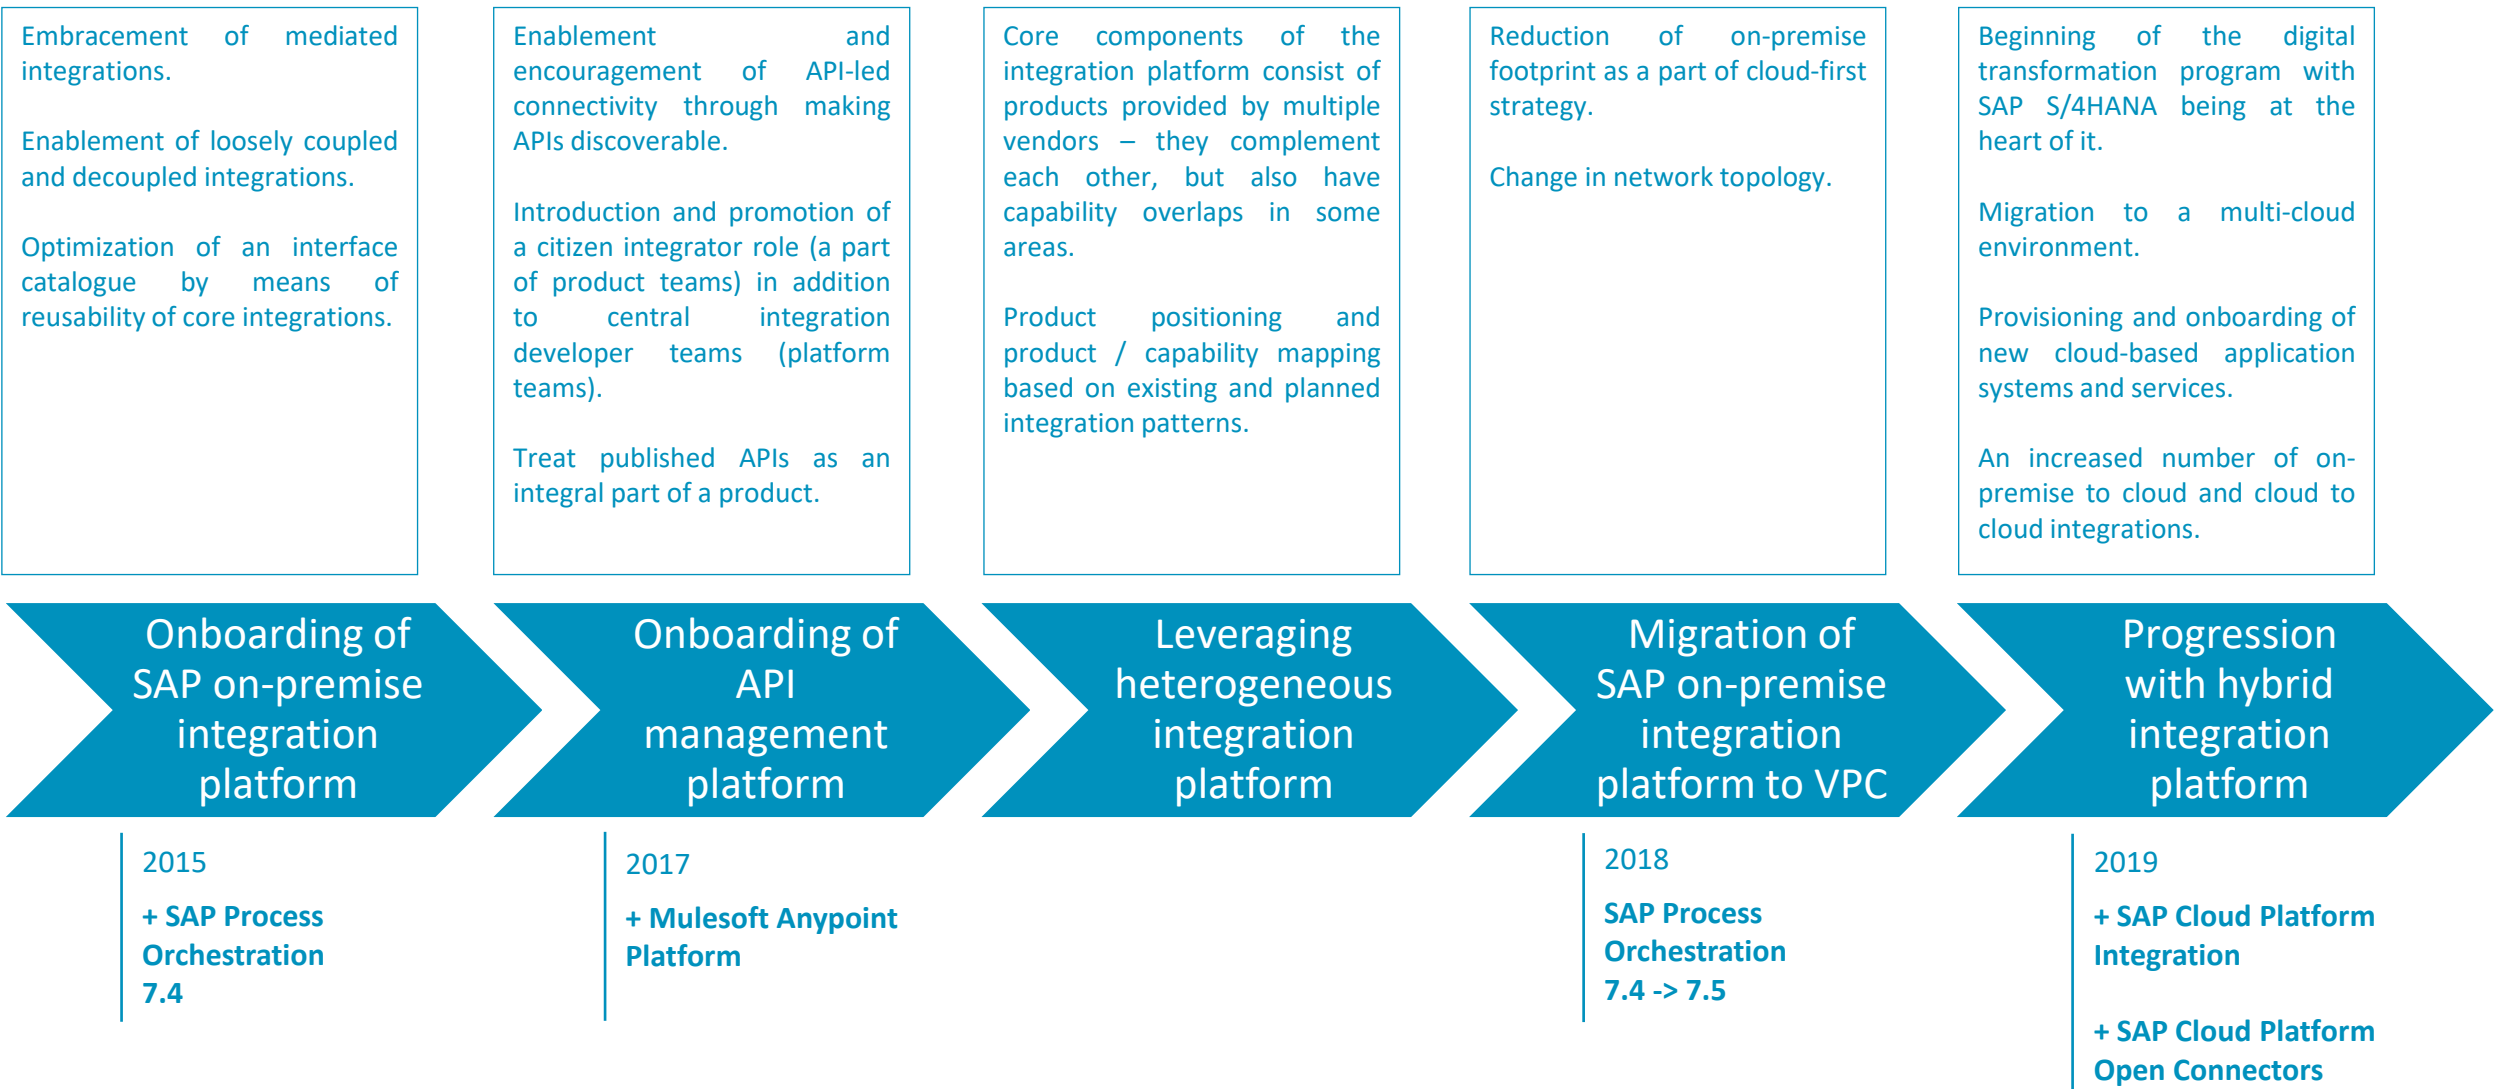 Embracement of mediated
integrations.
Enablement of loosely coupled
and decoupled integrations.
Optimization of an interface
catalogue by means of
reusability of core integrations.
Enablement and
encouragement of API-led
connectivity through making
APIs discoverable.
Introduction and promotion of
a citizen integrator role (a part
of product teams) in addition
to central integration
developer teams (platform
teams).
Treat published APIs as an
integral part of a product.
Core components of the
integration platform consist of
products provided by multiple
vendors – they complement
each other, but also have
capability overlaps in some
areas.
Product positioning and
product / capability mapping
based on existing and planned
integration patterns.
Reduction of on-premise
footprint as a part of cloud-first
strategy.
Change in network topology.
Beginning of the digital
transformation program with
SAP S/4HANA being at the
heart of it.
Migration to a multi-cloud
environment.
Provisioning and onboarding of
new cloud-based application
systems and services.
An increased number of on-
premise to cloud and cloud to
cloud integrations.
Onboarding of
SAP on-premise
integration
platform
Onboarding of
API
management
platform
Leveraging
heterogeneous
integration
platform
Migration of
SAP on-premise
integration
platform to VPC
Progression
with hybrid
integration
platform
2015
+ SAP Process
Orchestration
7.4
2017
+ Mulesoft Anypoint
Platform
2018
SAP Process
Orchestration
7.4 -> 7.5
2019
+ SAP Cloud Platform
Integration
+ SAP Cloud Platform
Open Connectors